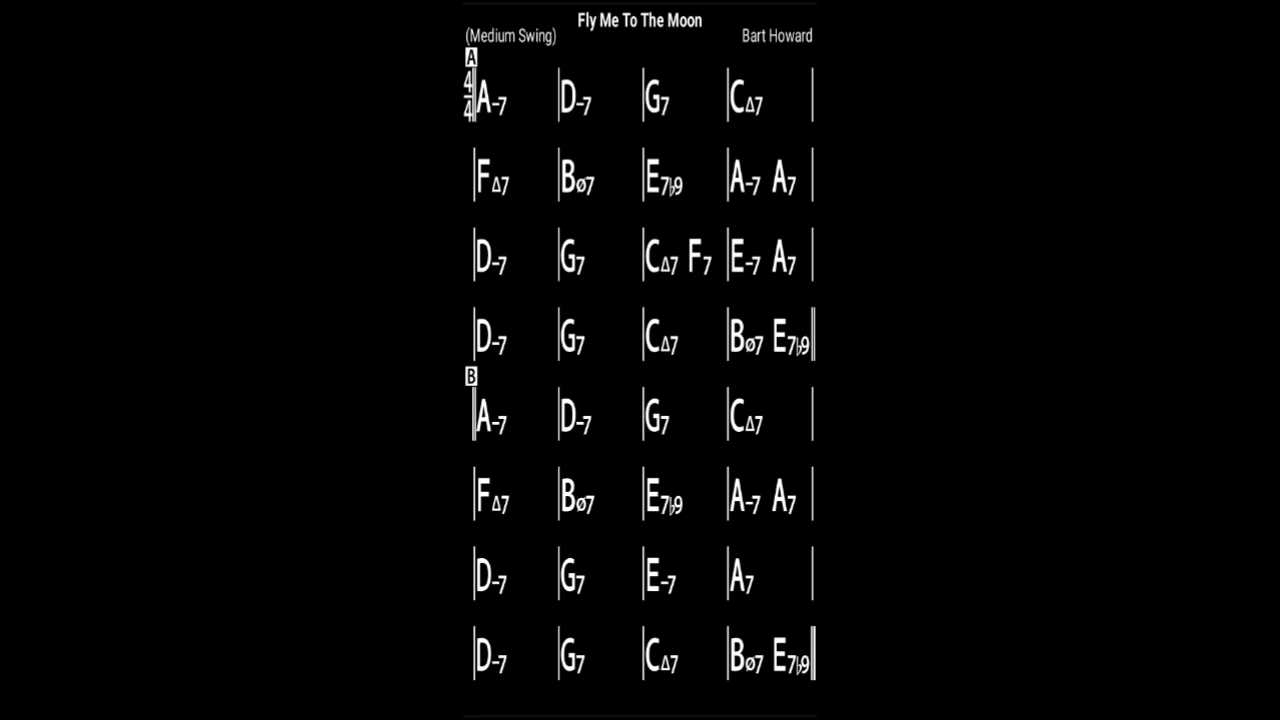 Fly Me To The Moon
(Medium Swing) Bart Howard
A
4/4 A-7 D-7 G7 CΔ7
FΔ7 Bø7 E7♭9 A-7 A7
D-7 G7 CΔ7 F7 E-7 A7
D-7 G7 CΔ7 Bø7 E7♭9
B
A-7 D-7 G7 CΔ7
FΔ7 Bø7 E7♭9 A-7 A7
D-7 G7 E-7 A7
D-7 G7 CΔ7 Bø7 E7♭9